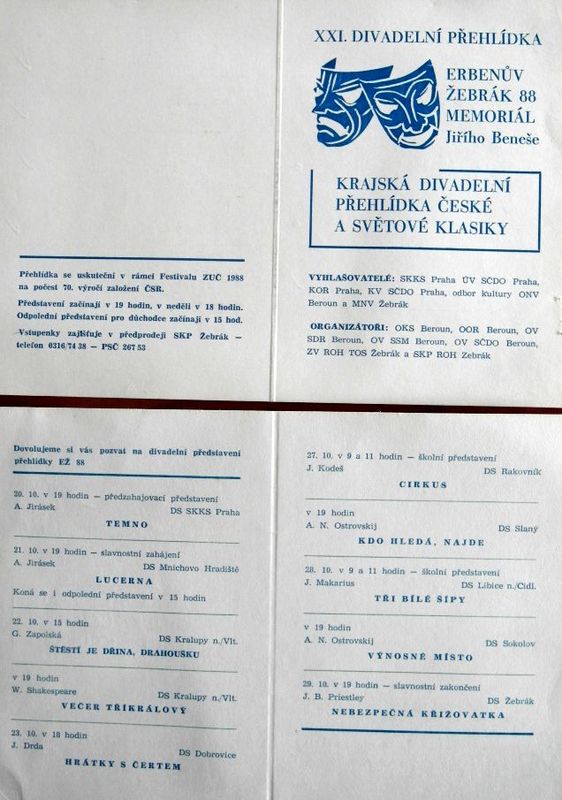 XXI. DIVADELNÍ PŘEHLÍDKA
ERBENŮV
ŽEBRÁK 88
MEMORIÁL
Jiřího Beneše
KRAJSKÁ DIVADELNÍ
PŘEHLÍDKA ČESKÉ
A SVĚTOVÉ KLASIKY
VYHLAŠOVATELÉ: SKKS Praha ÚV SČDO Praha,
KOR Praha, KV SČDO Praha, odbor kultury ONV
Beroun a MNV Žebrák
ORGANIZÁTOŘI: OKS Beroun, OOR Beroun, OV
SDR Beroun, OV SSM Beroun, OV SČDO Beroun,
ZV ROH TOS Žebrák a SKP ROH Žebrák
Přehlídka se uskuteční v rámci Festivalu ZUČ 1988
na počest 70. výročí založení ČSR.
Představení začínají v 19 hodin, v neděli v 18 hodin.
Odpolední představení pro důchodce začínají v 15 hod.
Vstupenky zajišťuje v předprodeji SKP Žebrák —
telefon 0316/74 38 — PSČ 267 53
Dovolujeme si vás pozvat na divadelní představení
přehlídky EŽ 88
20. 10. v 19 hodin — předzahajovací představení
A. Jirásek DS SKKS Praha
TEMNO
21. 10. v 19 hodin — slavnostní zahájení
A. Jirásek DS Mnichovo Hradiště
LUCERNA
Koná se i odpolední představení v 15 hodin
22. 10. v 15 hodin
G. Zapolská DS Kralupy n./Vlt.
ŠTĚSTÍ JE DŘINA, DRAHOUŠKU
v 19 hodin
W. Shakespeare DS Kralupy n./Vlt.
VEČER TŘÍKRÁLOVÝ
23. 10. v 18 hodin
J. Drda DS Dobrovice
HRÁTKY S ČERTEM
27. 10. v 9 a 11 hodin — školní představení
J. Kodeš DS Rakovník
CIRKUS
v 19 hodin
A. N. Ostrovskij DS Slaný
KDO HLEDÁ, NAJDE
28. 10. v 9 a 11 hodin — školní představení
J. Makarius DS Libice n./Cidl.
TŘI BÍLÉ ŠÍPY
v 19 hodin
A. N. Ostrovskij DS Sokolov
VÝNOSNÉ MÍSTO
29. 10. v 19 hodin — slavnostní zakončení
J. B. Priestley DS Žebrák
NEBEZPEČNÁ KŘIŽOVATKA